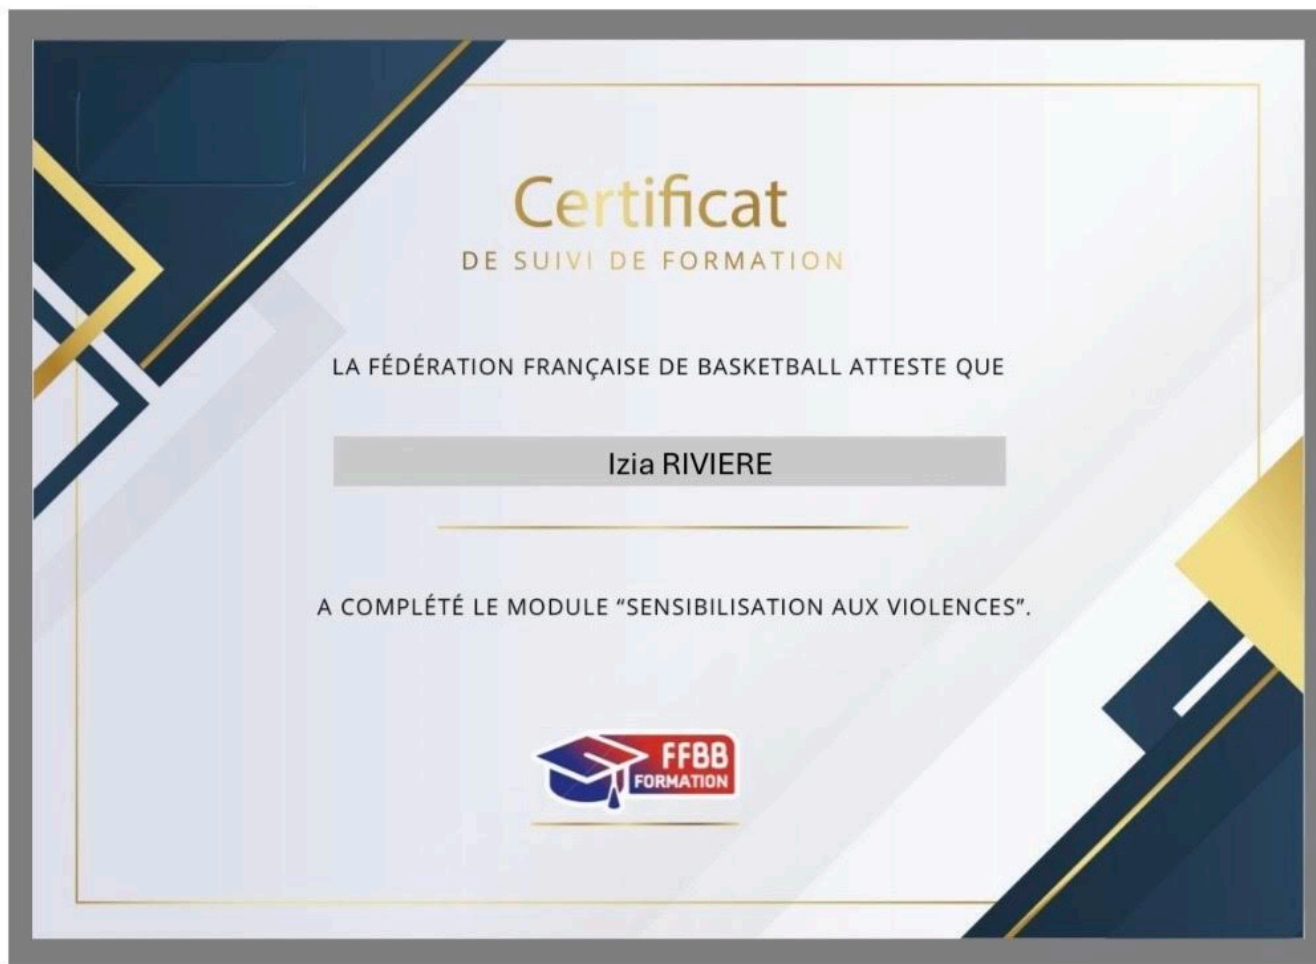 Certificat
DE SUIVI DE FORMATION
LA FÉDÉRATION FRANÇAISE DE BASKETBALL ATTESTE QUE
Izia RIVIERE
A COMPLÉTÉ LE MODULE “SENSIBILISATION AUX VIOLENCES”.
FFBB
FORMATION